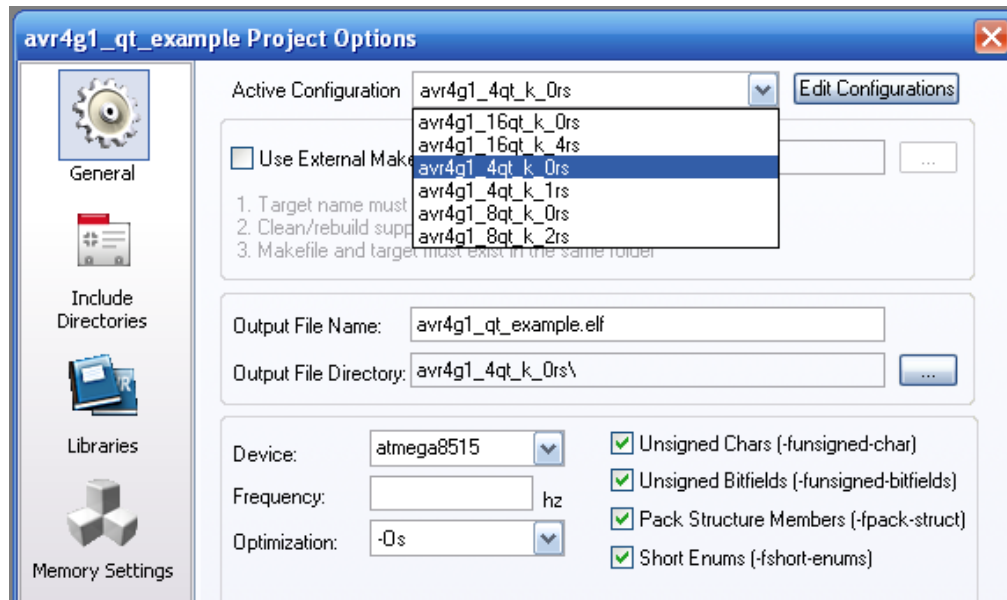 avr4g1_qt_example Project Options
General
Include
Directories
Libraries
Memory Settings
Active Configuration avr4g1_4qt_k_0rs Edit Configurations
avr4g1_16qt_k_0rs
avr4g1_16qt_k_4rs
avr4g1_4qt_k_0rs
avr4g1_4qt_k_1rs
avr4g1_8qt_k_0rs
avr4g1_8qt_k_2rs
Use External Make
...
1. Target name must
2. Clean/rebuild supp
3. Makefile and target must exist in the same folder
Output File Name: avr4g1_qt_example.elf
Output File Directory: avr4g1_4qt_k_0rs\ ...
Device: atmega8515
Frequency: hz
Optimization: -Os
Unsigned Chars (-funsigned-char)
Unsigned Bitfields (-funsigned-bitfields)
Pack Structure Members (-fpack-struct)
Short Enums (-fshort-enums)